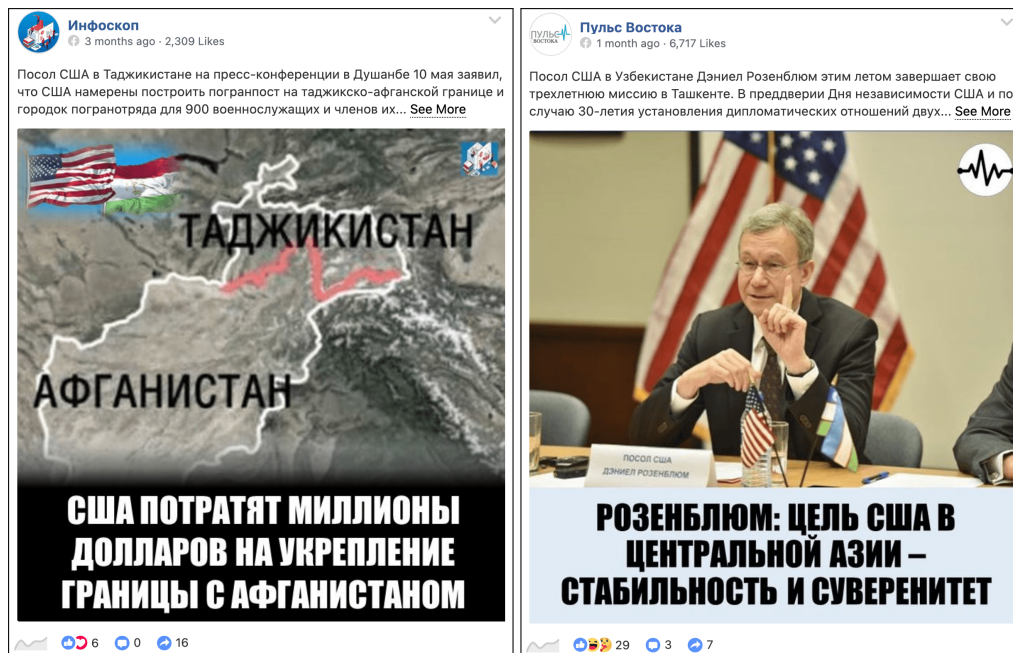 Инфоскоп
3 months ago · 2,309 Likes
Посол США в Таджикистане на пресс-конференции в Душанбе 10 мая заявил,
что США намерены построить погранпост на таджикско-афганской границе и
городок погранотряда для 900 военнослужащих и членов их... See More
ТАДЖИКИСТАН
АФГАНИСТАН
США ПОТРАТЯТ МИЛЛИОНЫ
ДОЛЛАРОВ НА УКРЕПЛЕНИЕ
ГРАНИЦЫ С АФГАНИСТАНОМ
6
0
16
ПУЛЬС
ВОСТОКА
Пульс Востока
1 month ago · 6,717 Likes
Посол США в Узбекистане Дэниел Розенблюм этим летом завершает свою
трехлетнюю миссию в Ташкенте. В преддверии Дня независимости США и по
случаю 30-летия установления дипломатических отношений двух... See More
ПОСОЛ США
ДЭНИЕЛ РОЗЕНБЛЮМ
РОЗЕНБЛЮМ: ЦЕЛЬ США В
ЦЕНТРАЛЬНОЙ АЗИИ –
СТАБИЛЬНОСТЬ И СУВЕРЕНИТЕТ
29
3
7